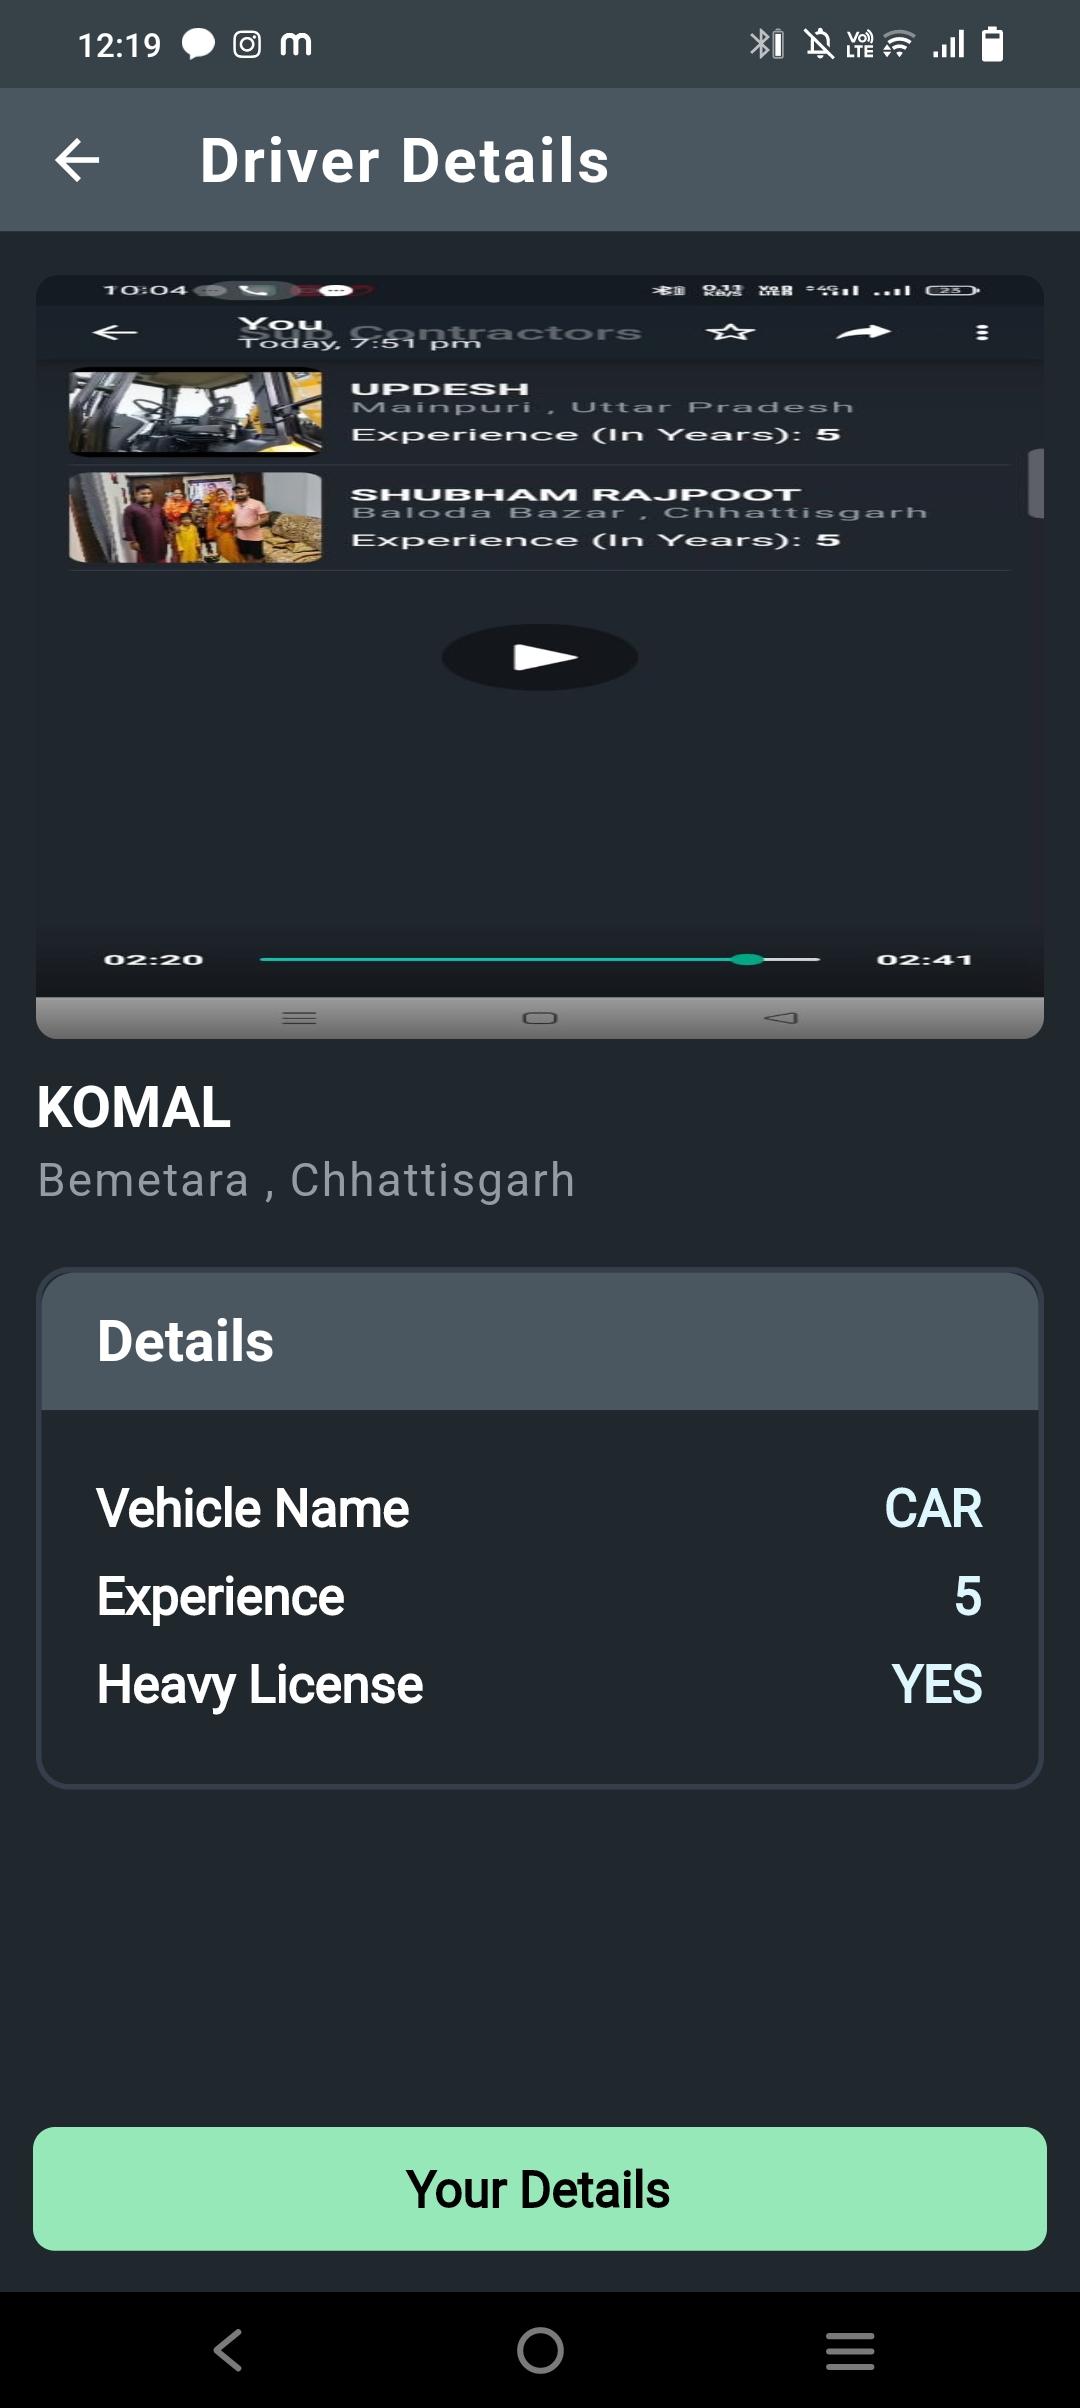 12:19
Driver Details
10:04
You
Sub Contractors
Today, 7:51 pm
UPDESH
Mainpuri , Uttar Pradesh
Experience (In Years): 5
SHUBHAM RAJPOOT
Baloda Bazar , Chhattisgarh
Experience (In Years): 5
02:20
02:41
KOMAL
Bemetara , Chhattisgarh
Details
Vehicle Name CAR
Experience 5
Heavy License YES
Your Details